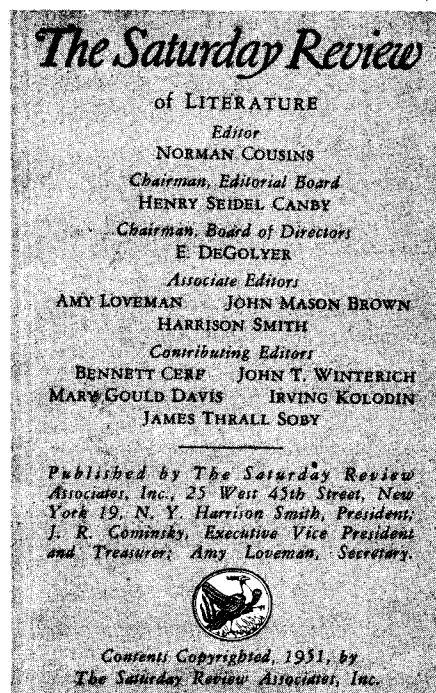 The Saturday Review
of LITERATURE
Editor
NORMAN COUSINS
Chairman, Editorial Board
HENRY SEIDEL CANBY
Chairman, Board of Directors
E. DEGOLYER
Associate Editors
AMY LOVEMAN JOHN MASON BROWN
HARRISON SMITH
Contributing Editors
BENNETT CERF JOHN T. WINTERICH
MARY GOULD DAVIS IRVING KOLODIN
JAMES THRALL SOBY
Published by The Saturday Review
Associates, Inc., 25 West 45th Street, New
York 19, N. Y. Harrison Smith, President;
J. R. Cominsky, Executive Vice President
and Treasurer; Amy Loveman, Secretary.
Contents Copyrighted, 1951, by
The Saturday Review Associates, Inc.